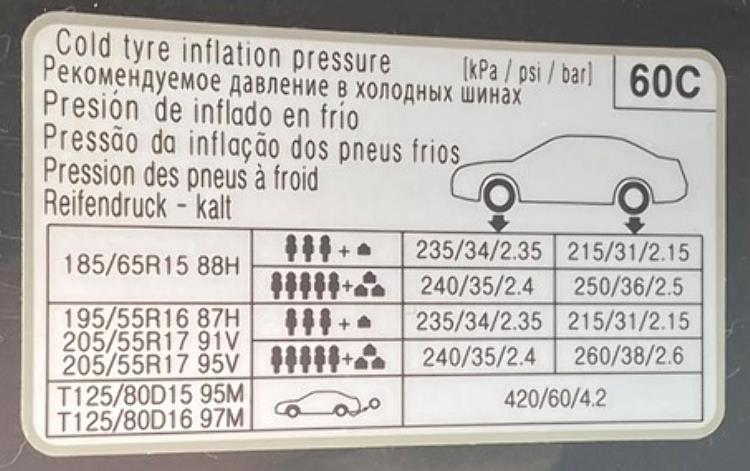 Cold tyre inflation pressure [kPa / psi / bar] 60C
Рекомендуемое давление в холодных шинах
Presión de inflado en frío
Pressão da inflação dos pneus frios
Pression des pneus à froid
Reifendruck - kalt
185/65R15 88H + 235/34/2.35 215/31/2.15
+ 240/35/2.4 250/36/2.5
195/55R16 87H + 235/34/2.35 215/31/2.15
205/55R17 91V
205/55R17 95V + 240/35/2.4 260/38/2.6
T125/80D15 95M 420/60/4.2
T125/80D16 97M